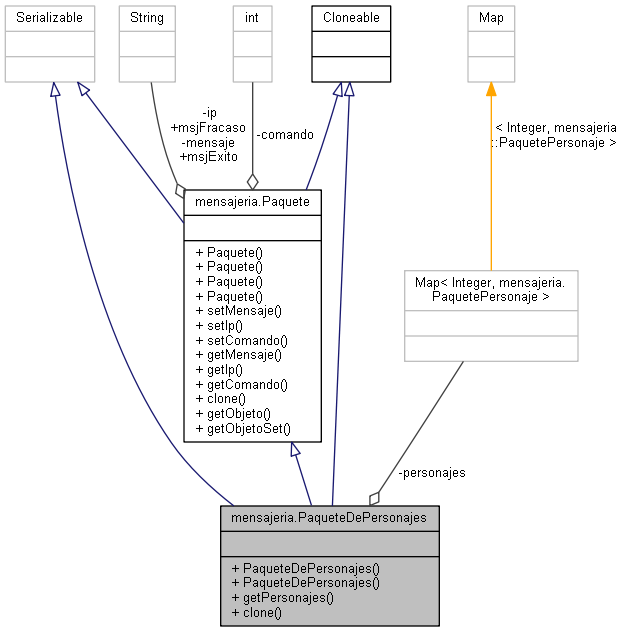 Serializable
String
int
Cloneable
Map
-ip
+msjFracaso
-mensaje
+msjExito
-comando
< Integer, mensajeria
::PaquetePersonaje >
mensajeria.Paquete
+ Paquete()
+ Paquete()
+ Paquete()
+ Paquete()
+ setMensaje()
+ setIp()
+ setComando()
+ getMensaje()
+ getIp()
+ getComando()
+ clone()
+ getObjeto()
+ getObjetoSet()
Map< Integer, mensajeria.
PaquetePersonaje >
-personajes
mensajeria.PaqueteDePersonajes
+ PaqueteDePersonajes()
+ PaqueteDePersonajes()
+ getPersonajes()
+ clone()